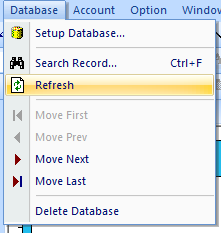 Database Account Option
Setup Database...
Search Record... Ctrl+F
Refresh
Move First
Move Prev
Move Next
Move Last
Delete Database